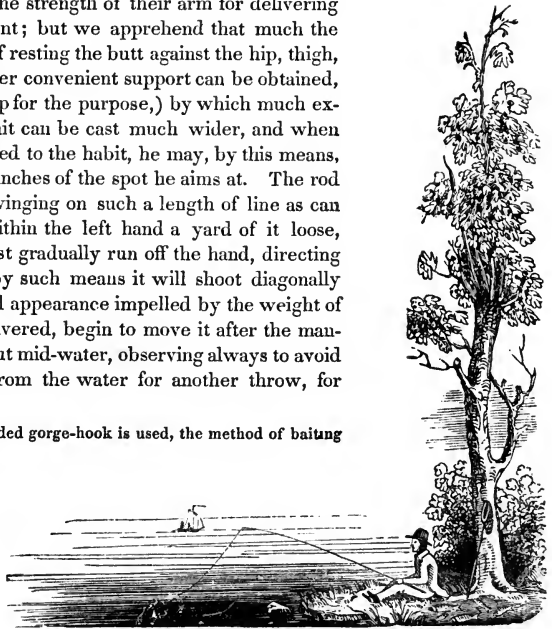 he strength of their arm for delivering
nt; but we apprehend that much the
f resting the butt against the hip, thigh,
er convenient support can be obtained,
p for the purpose,) by which much ex-
it can be cast much wider, and when
ed to the habit, he may, by this means,
nches of the spot he aims at. The rod
vinging on such a length of line as can
ithin the left hand a yard of it loose,
st gradually run off the hand, directing
by such means it will shoot diagonally
l appearance impelled by the weight of
vered, begin to move it after the man-
ut mid-water, observing always to avoid
rom the water for another throw, for
ded gorge-hook is used, the method of baiting